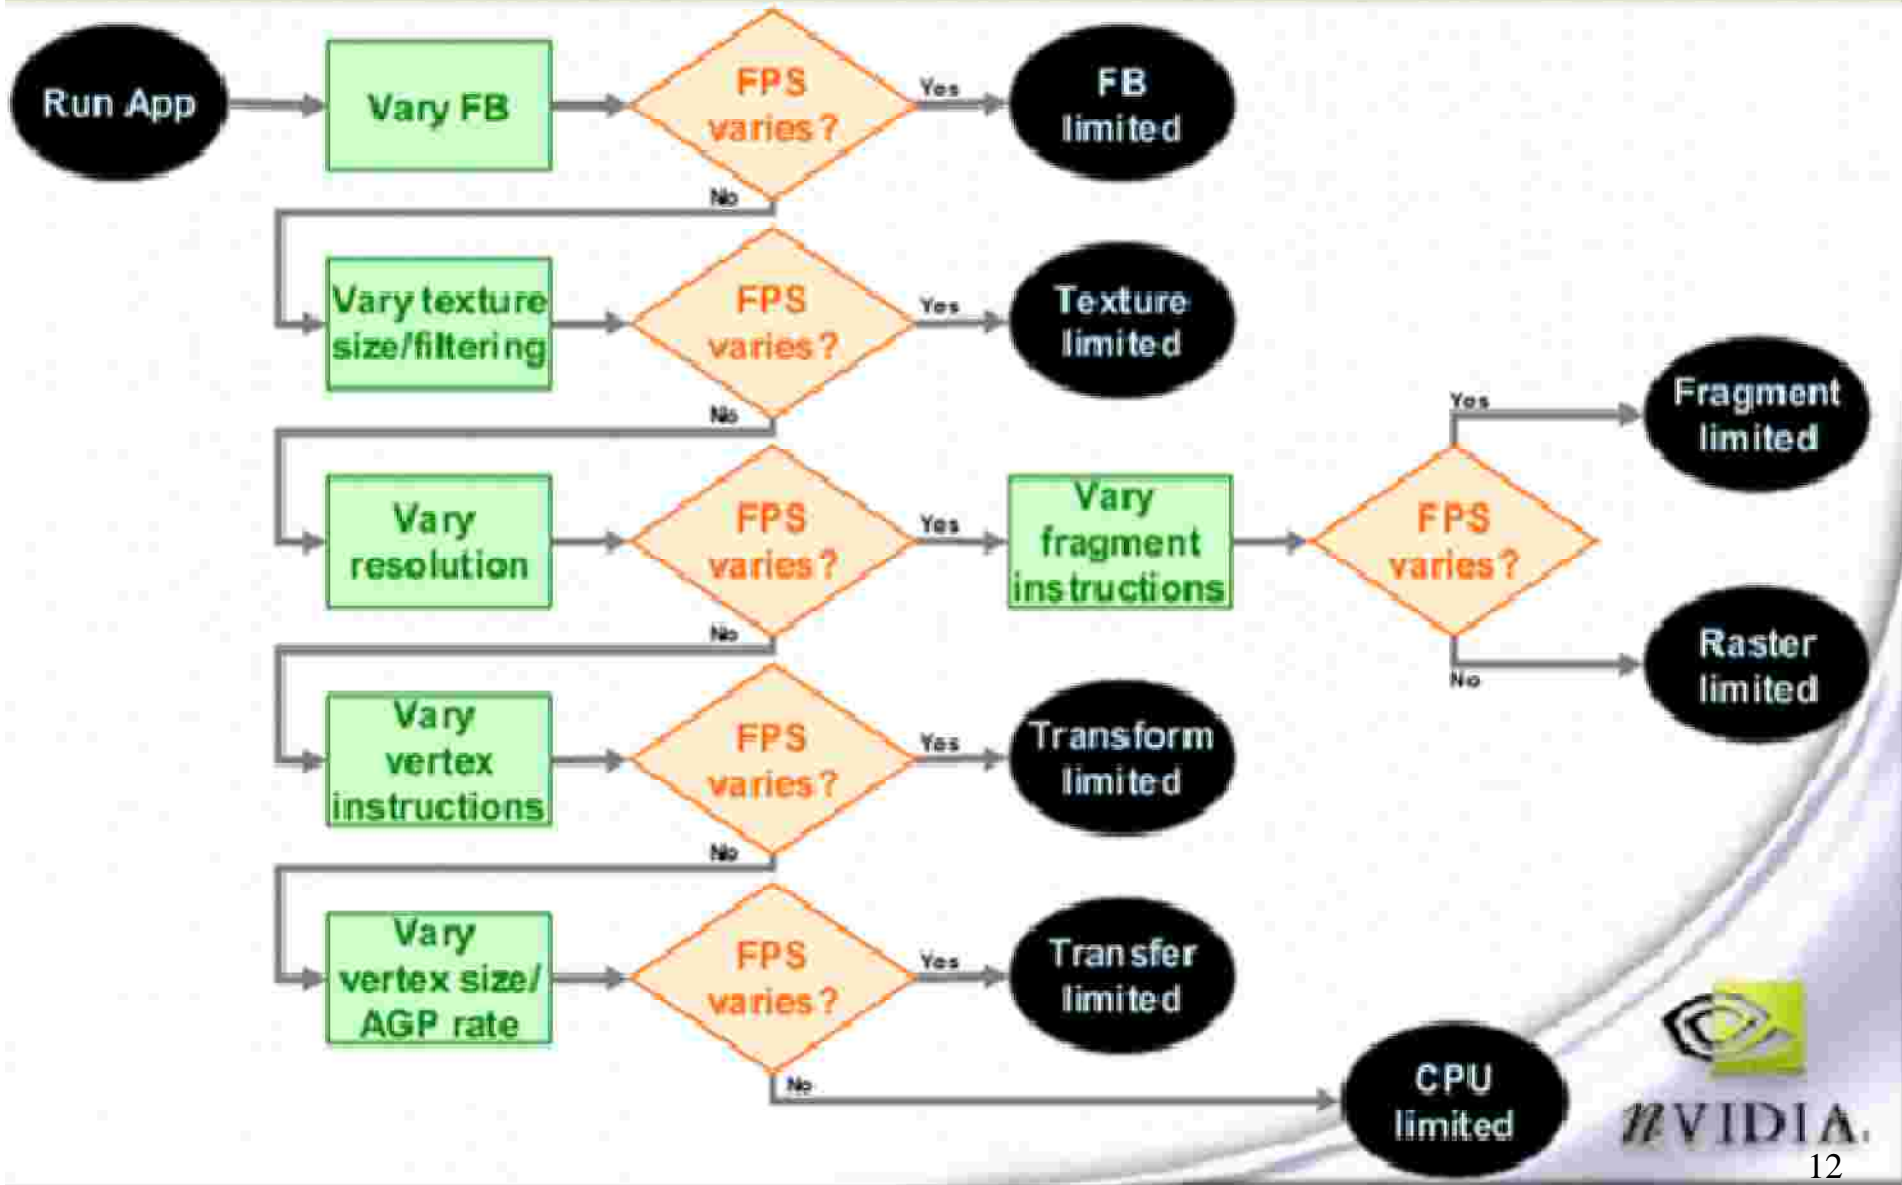 Run App
Vary FB
FPS
varies?
Yes
FB
limited
No
Vary texture
size/filtering
FPS
varies?
Yes
Texture
limited
No
Vary
resolution
FPS
varies?
Yes
Vary
fragment
instructions
FPS
varies?
Yes
Fragment
limited
No
Raster
limited
No
Vary
vertex
instructions
FPS
varies?
Yes
Transform
limited
No
Vary
vertex size/
AGP rate
FPS
varies?
Yes
Transfer
limited
No
CPU
limited
nVIDIA.
12